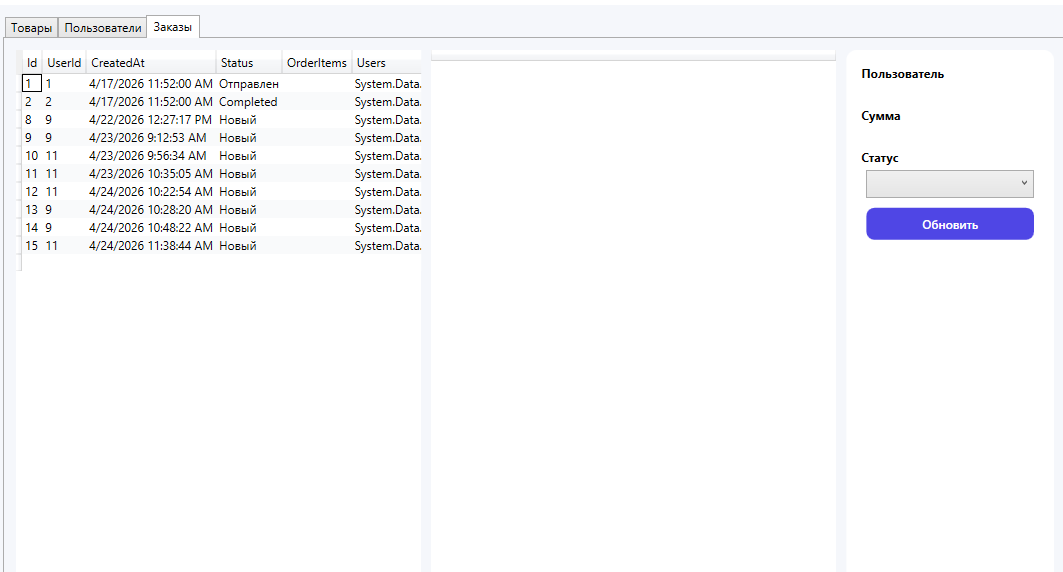 Товары Пользователи Заказы
Id UserId CreatedAt Status OrderItems Users
1 1 4/17/2026 11:52:00 AM Отправлен System.Data.
2 2 4/17/2026 11:52:00 AM Completed System.Data.
8 9 4/22/2026 12:27:17 PM Новый System.Data.
9 9 4/23/2026 9:12:53 AM Новый System.Data.
10 11 4/23/2026 9:56:34 AM Новый System.Data.
11 11 4/23/2026 10:35:05 AM Новый System.Data.
12 11 4/24/2026 10:22:54 AM Новый System.Data.
13 9 4/24/2026 10:28:20 AM Новый System.Data.
14 9 4/24/2026 10:48:22 AM Новый System.Data.
15 11 4/24/2026 11:38:44 AM Новый System.Data.
Пользователь
Сумма
Статус
Обновить